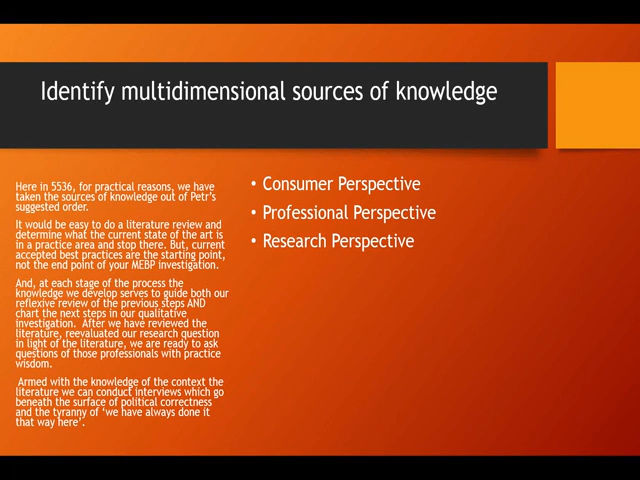 Identify multidimensional sources of knowledge
Here in 5536, for practical reasons, we have
taken the sources of knowledge out of Petr's
suggested order.
It would be easy to do a literature review and
determine what the current state of the art is
in a practice area and stop there. But, current
accepted best practices are the starting point,
not the end point of your MEBP investigation.
And, at each stage of the process the
knowledge we develop serves to guide both our
reflexive review of the previous steps AND
chart the next steps in our qualitative
investigation. After we have reviewed the
literature, reevaluated our research question
in light of the literature, we are ready to ask
questions of those professionals with practice
wisdom.
Armed with the knowledge of the context the
literature we can conduct interviews which go
beneath the surface of political correctness
and the tyranny of 'we have always done it
that way here'.
• Consumer Perspective
• Professional Perspective
• Research Perspective